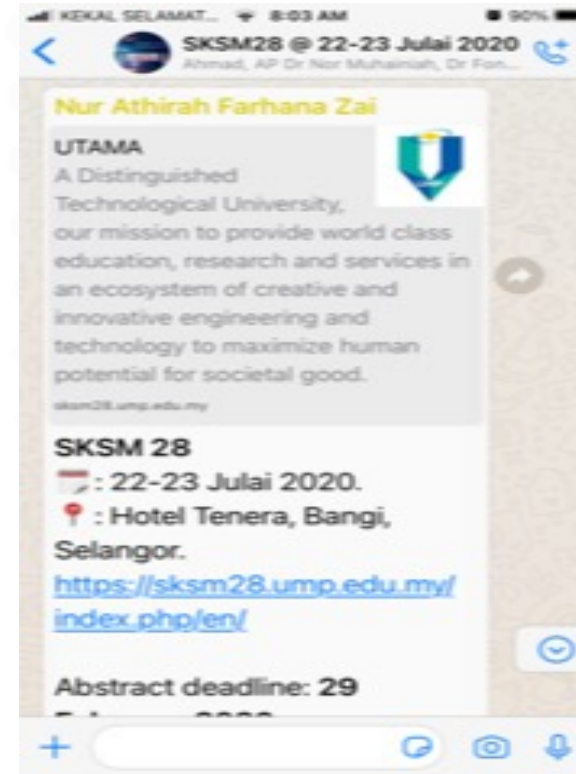 KEKAL SELAMAT... 8:03 AM 90%
SKSM28 @ 22-23 Julai 2020
Ahmad, AP Dr Nor Muhainiah, Dr Fon...
Nur Athirah Farhana Zai
UTAMA
A Distinguished
Technological University,
our mission to provide world class
education, research and services in
an ecosystem of creative and
innovative engineering and
technology to maximize human
potential for societal good.
sksm28.ump.edu.my
SKSM 28
📅: 22-23 Julai 2020.
📍: Hotel Tenera, Bangi,
Selangor.
https://sksm28.ump.edu.my/
index.php/en/
Abstract deadline: 29